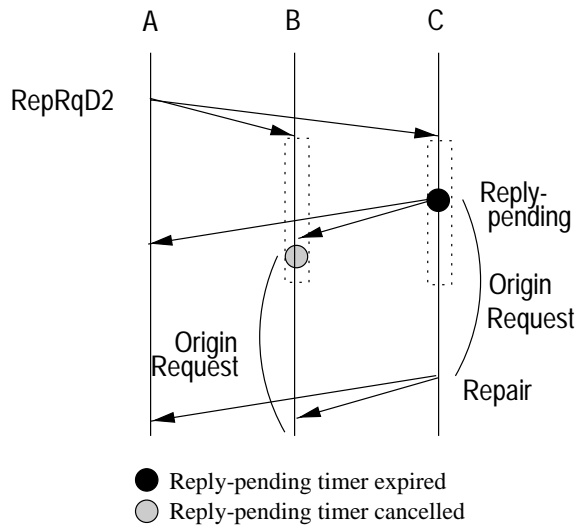 A B C
RepRqD2
Reply-
pending
Origin
Request
Origin
Request
Repair
Reply-pending timer expired
Reply-pending timer cancelled